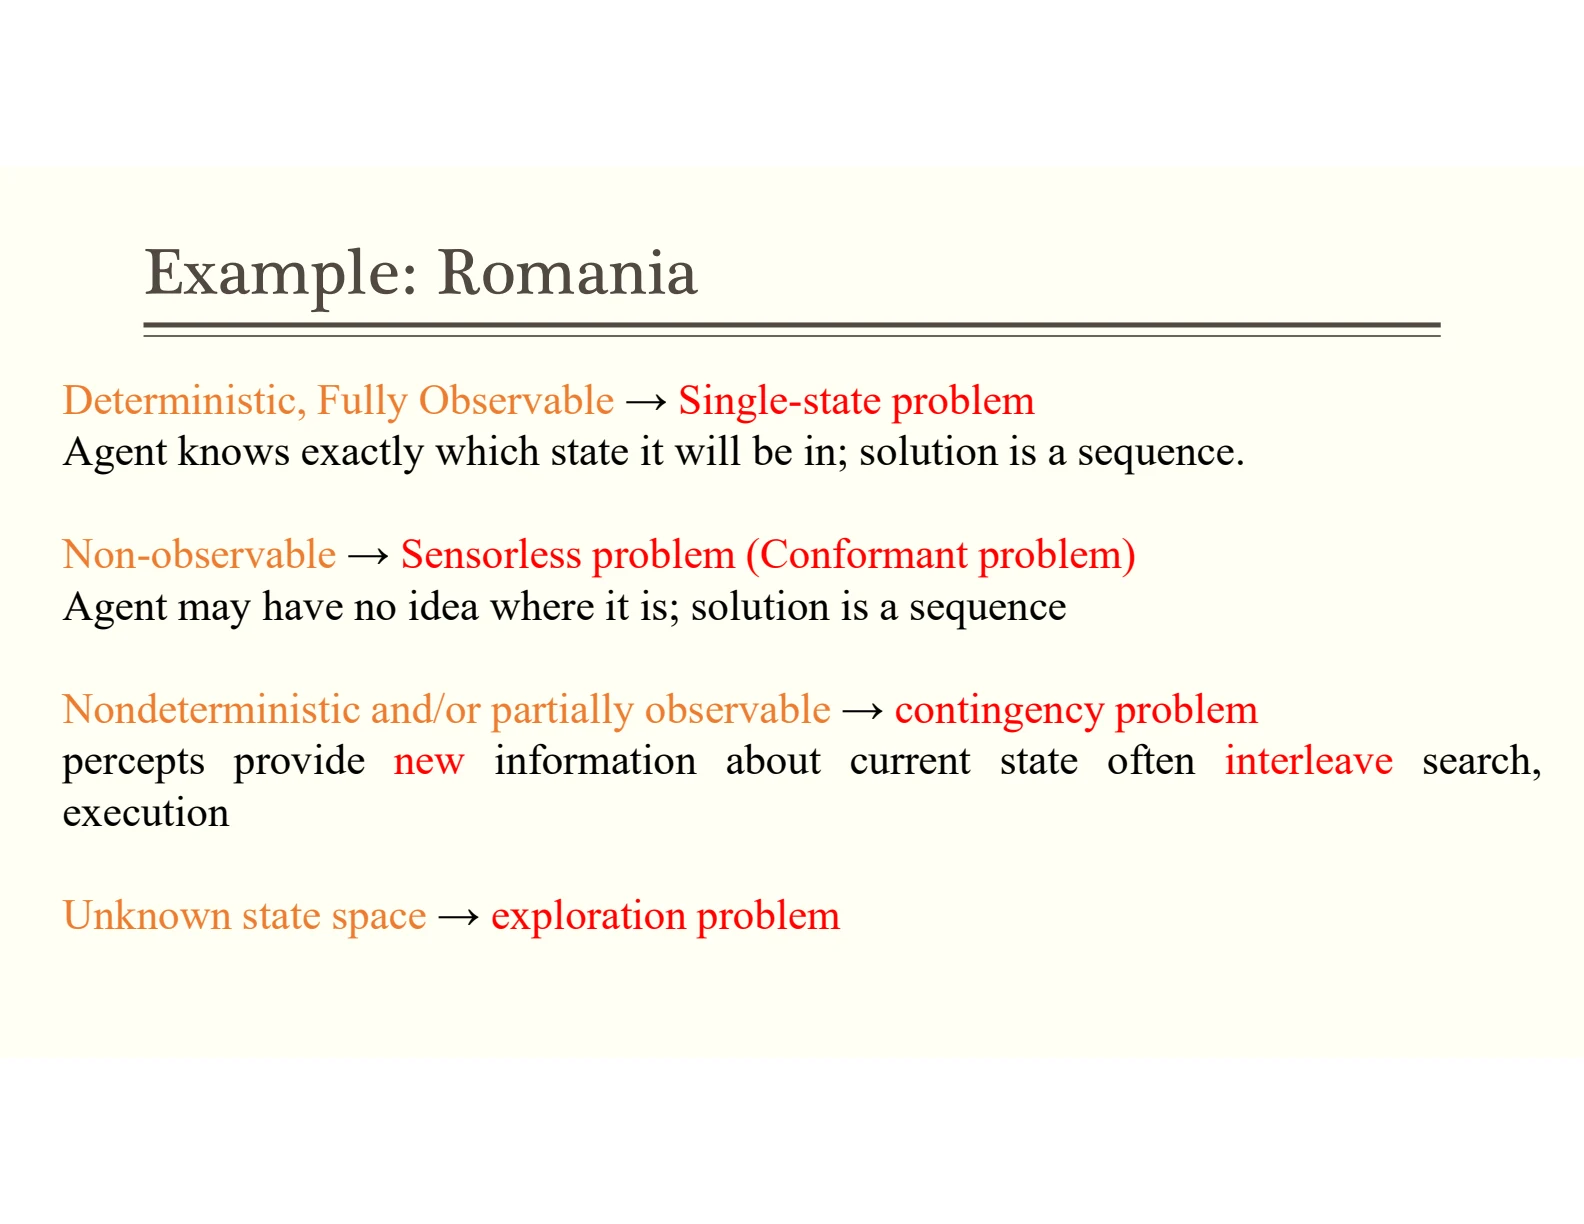 Example: Romania
Deterministic, Fully Observable → Single-state problem
Agent knows exactly which state it will be in; solution is a sequence.
Non-observable → Sensorless problem (Conformant problem)
Agent may have no idea where it is; solution is a sequence
Nondeterministic and/or partially observable → contingency problem
percepts provide new information about current state often interleave search,
execution
Unknown state space → exploration problem